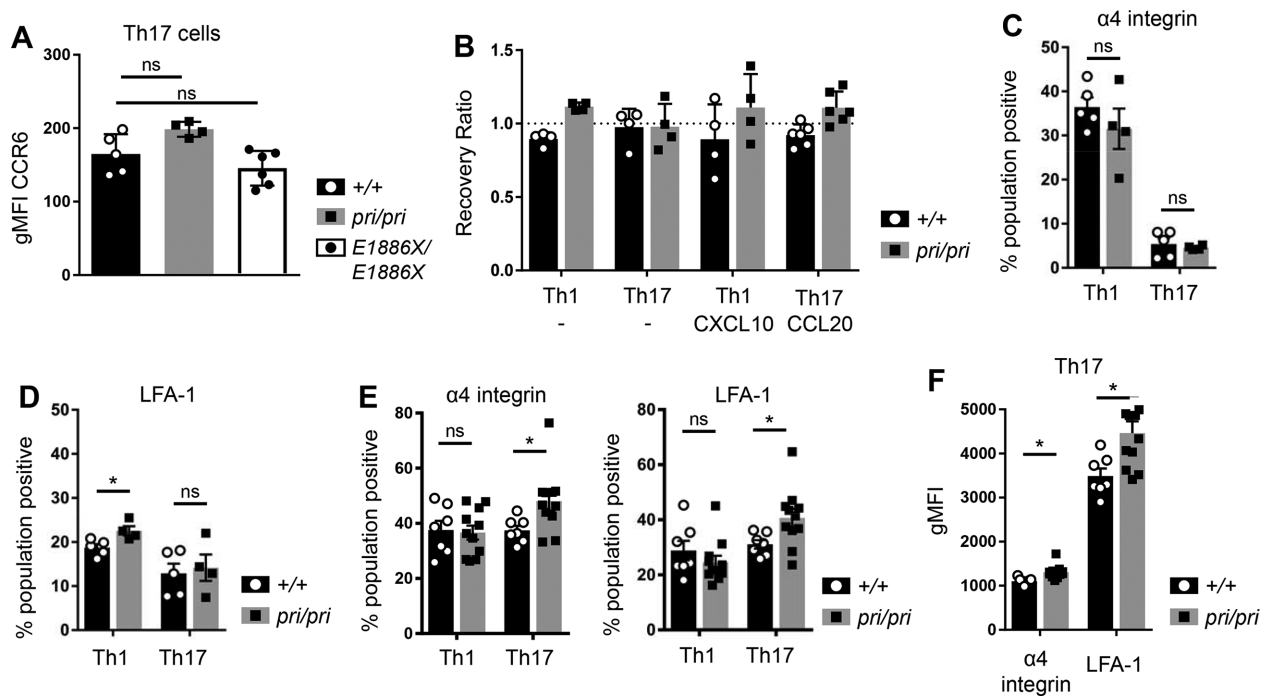 A
Th17 cells
gMFI CCR6
300
200
100
0
ns
ns
+/+
pri/pri
E1886X/
E1886X
B
Recovery Ratio
1.5
1.0
0.5
0.0
Th1 Th17 Th1 Th17
- - CXCL10 CCL20
+/+
pri/pri
C
α4 integrin
% population positive
50
40
30
20
10
0
ns
ns
Th1 Th17
D
LFA-1
% population positive
50
40
30
20
10
0
*
ns
Th1 Th17
+/+
pri/pri
E
α4 integrin
% population positive
80
60
40
20
0
ns
*
Th1 Th17
LFA-1
% population positive
80
60
40
20
0
ns
*
Th1 Th17
+/+
pri/pri
F
Th17
gMFI
5000
4000
3000
2000
1000
0
*
*
α4
integrin
LFA-1
+/+
pri/pri